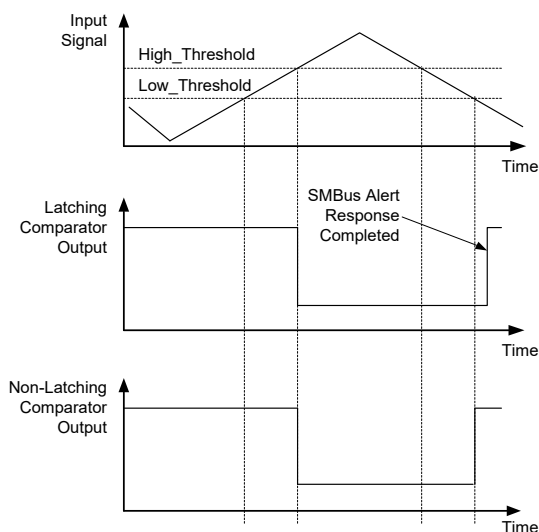 Input
Signal
High_Threshold
Low_Threshold
Time
Latching
Comparator
Output
SMBus Alert
Response
Completed
Time
Non-Latching
Comparator
Output
Time